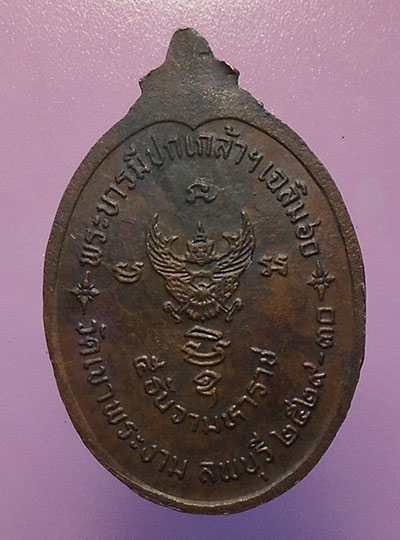 พระบารมีปกเกล้าฯเฉลิม๖๐
๕ธันวามหาราช
วัดเขาพระงาม ลพบุรี ๒๕๒๙-๓๐